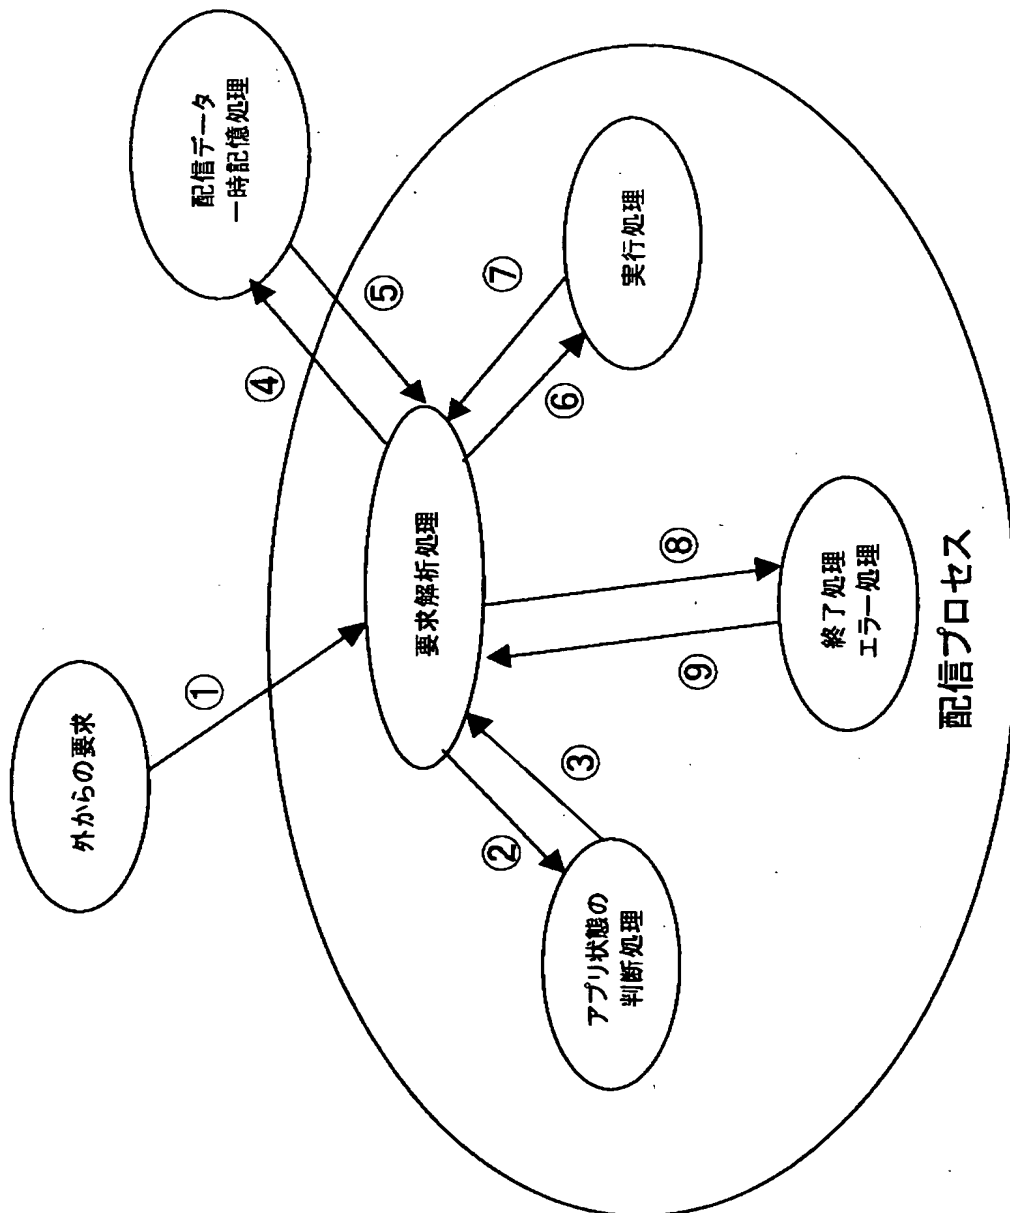 外からの要求
①
配信データ
一時記憶処理
④
⑤
要求解析処理
②
③
⑥
⑦
アプリ状態の
判断処理
⑨
⑧
終了処理
エラー処理
実行処理
配信プロセス